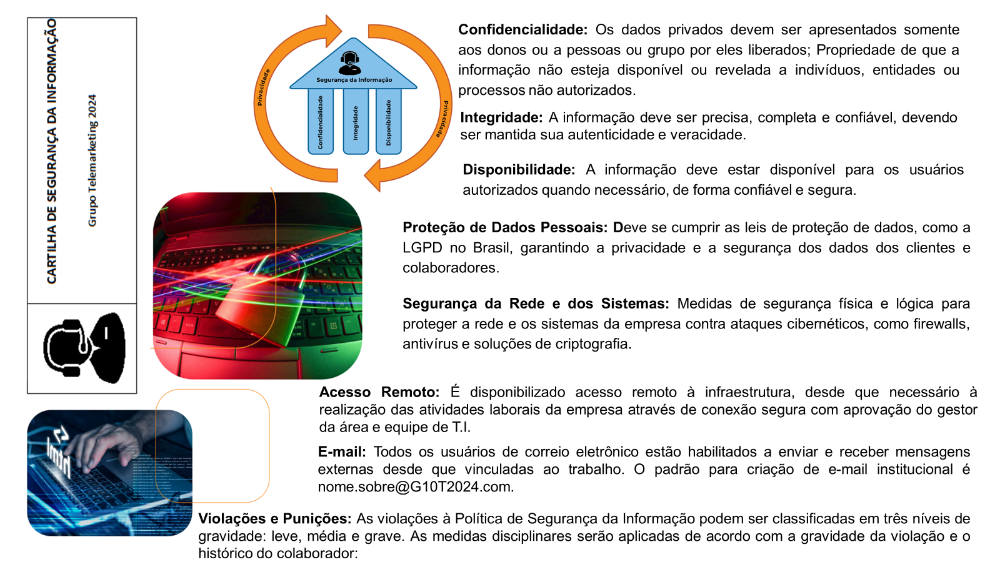 CARTILHA DE SEGURANÇA DA INFORMAÇÃO
Grupo Telemarketing 2024
Privacidade
Segurança da Informação
Confidencialidade
Integridade
Disponibilidade
Privacidade
Confidencialidade: Os dados privados devem ser apresentados somente
aos donos ou a pessoas ou grupo por eles liberados; Propriedade de que a
informação não esteja disponível ou revelada a indivíduos, entidades ou
processos não autorizados.
Integridade: A informação deve ser precisa, completa e confiável, devendo
ser mantida sua autenticidade e veracidade.
Disponibilidade: A informação deve estar disponível para os usuários
autorizados quando necessário, de forma confiável e segura.
Proteção de Dados Pessoais: Deve se cumprir as leis de proteção de dados, como a
LGPD no Brasil, garantindo a privacidade e a segurança dos dados dos clientes e
colaboradores.
Segurança da Rede e dos Sistemas: Medidas de segurança física e lógica para
proteger a rede e os sistemas da empresa contra ataques cibernéticos, como firewalls,
antivírus e soluções de criptografia.
Acesso Remoto: É disponibilizado acesso remoto à infraestrutura, desde que necessário à
realização das atividades laborais da empresa através de conexão segura com aprovação do gestor
da área e equipe de T.I.
E-mail: Todos os usuários de correio eletrônico estão habilitados a enviar e receber mensagens
externas desde que vinculadas ao trabalho. O padrão para criação de e-mail institucional é
nome.sobre@G10T2024.com.
</>
html
Violações e Punições: As violações à Política de Segurança da Informação podem ser classificadas em três níveis de
gravidade: leve, média e grave. As medidas disciplinares serão aplicadas de acordo com a gravidade da violação e o
histórico do colaborador: